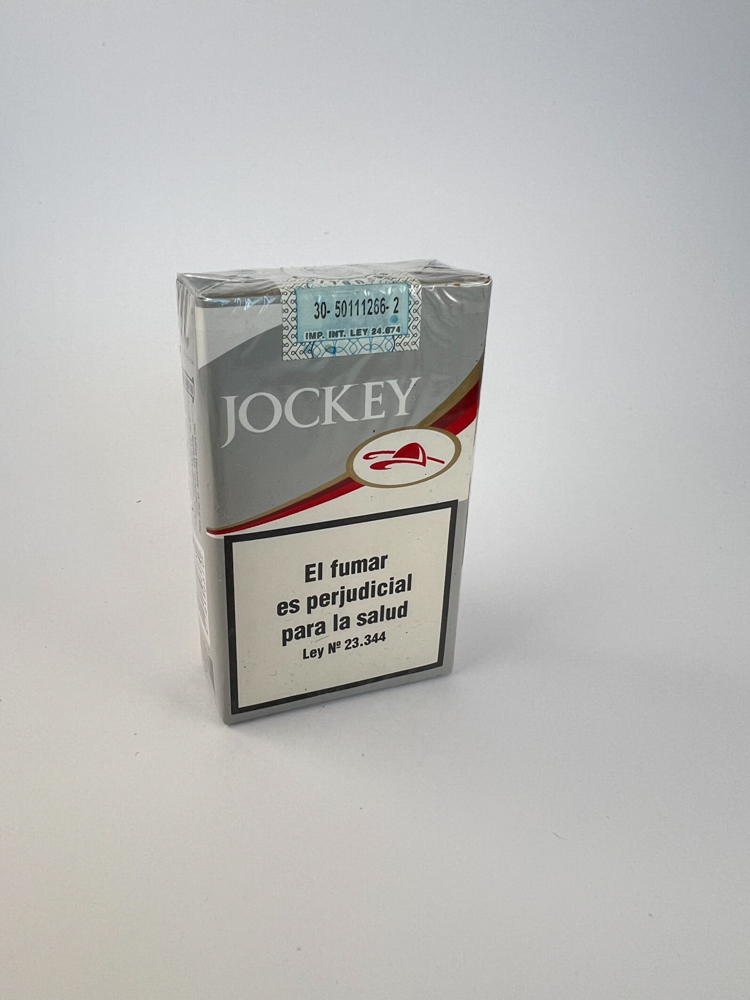 30- 50111266- 2
IMP. INT. LEY 24.674
JOCKEY
El fumar
es perjudicial
para la salud
Ley Nº 23.344